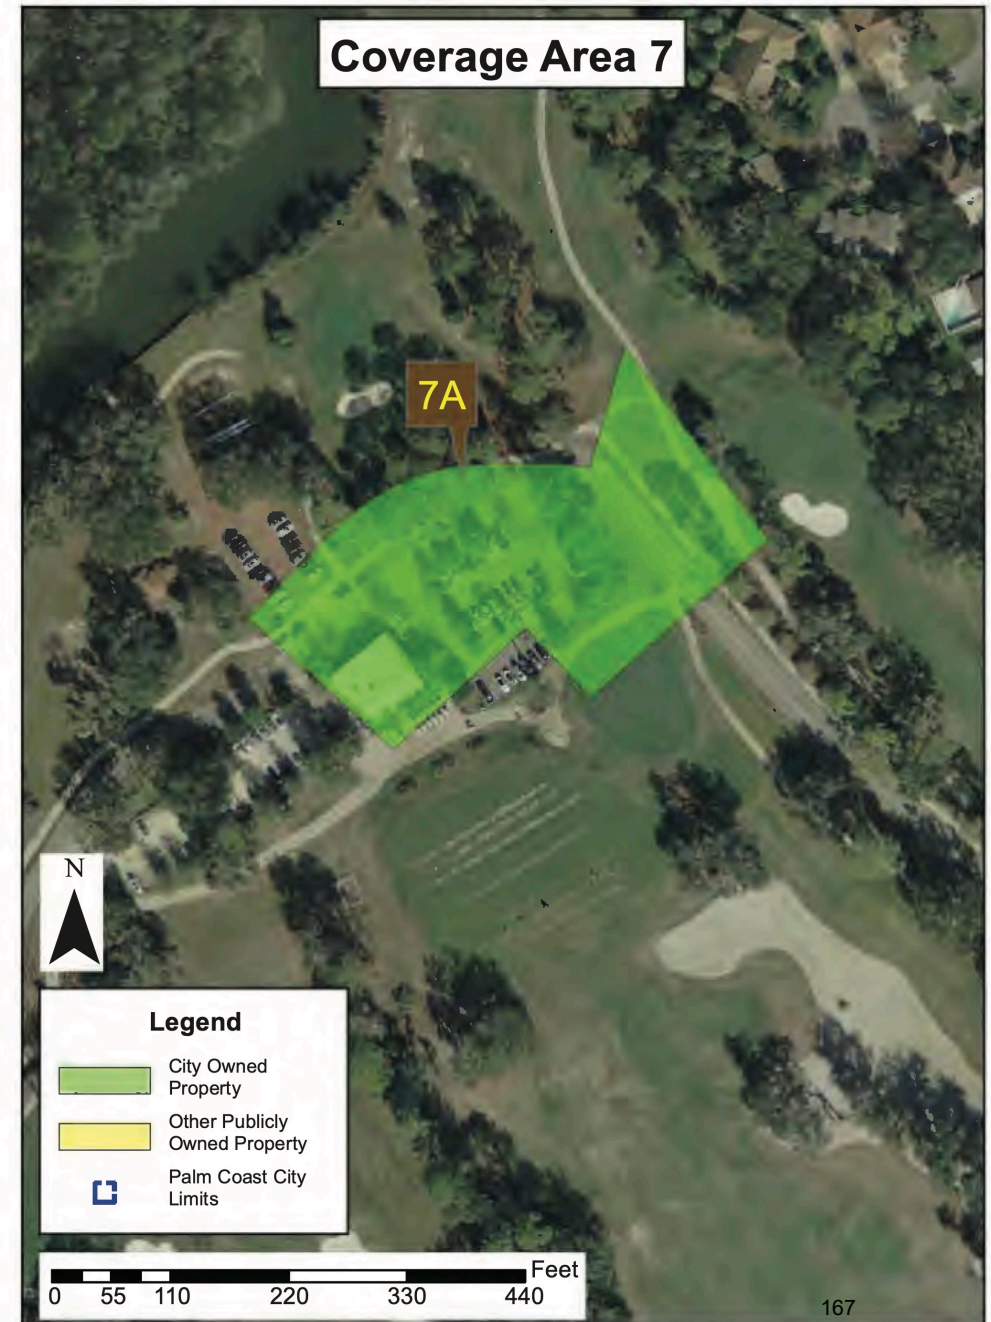 Coverage Area 7
7A
N
Legend
City Owned
Property
Other Publicly
Owned Property
Palm Coast City
Limits
Feet
0 55 110 220 330 440
167